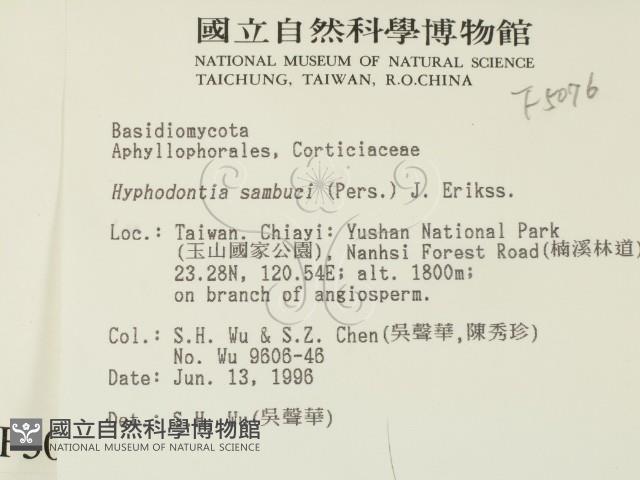 國立自然科學博物館
NATIONAL MUSEUM OF NATURAL SCIENCE
TAICHUNG, TAIWAN, R.O.CHINA
F5076
Basidiomycota
Aphyllophorales, Corticiaceae
Hyphodontia sambuci (Pers.) J. Erikss.
Loc.: Taiwan. Chiayi: Yushan National Park
(玉山國家公園), Nanhsi Forest Road(楠溪林道)
23.28N, 120.54E; alt. 1800m;
on branch of angiosperm.
Col.: S.H. Wu & S.Z. Chen(吳聲華,陳秀珍)
No. Wu 9606-46
Date: Jun. 13, 1996
Det.: S.H. Wu(吳聲華)
國立自然科學博物館
NATIONAL MUSEUM OF NATURAL SCIENCE